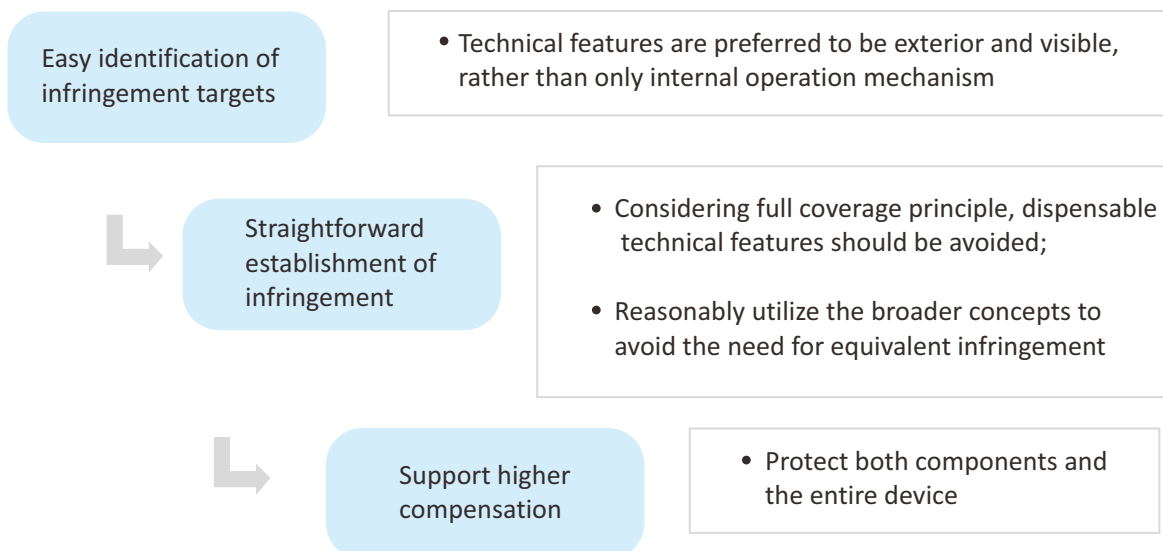 Easy identification of
infringement targets
• Technical features are preferred to be exterior and visible,
rather than only internal operation mechanism
Straightforward
establishment of
infringement
• Considering full coverage principle, dispensable
technical features should be avoided;
• Reasonably utilize the broader concepts to
avoid the need for equivalent infringement
Support higher
compensation
• Protect both components and
the entire device